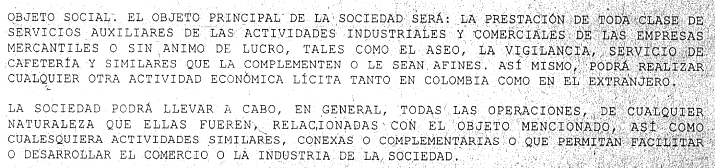 OBJETO SOCIAL. EL OBJETO PRINCIPAL DE LA SOCIEDAD SERÁ: LA PRESTACIÓN DE TODA CLASE DE
SERVICIOS AUXILIARES DE LAS ACTIVIDADES INDUSTRIALES Y COMERCIALES DE LAS EMPRESAS
MERCANTILES O SIN ANIMO DE LUCRO, TALES COMO EL ASEO, LA VIGILANCIA, SERVICIO DE
CAFETERÍA Y SIMILARES QUE LA COMPLEMENTEN O LE SEAN AFINES. ASÍ MISMO, PODRÁ REALIZAR
CUALQUIER OTRA ACTIVIDAD ECONÓMICA LÍCITA TANTO EN COLOMBIA COMO EN EL EXTRANJERO.
LA SOCIEDAD PODRÁ LLEVAR A CABO, EN GENERAL, TODAS LAS OPERACIONES, DE CUALQUIER
NATURALEZA QUE ELLAS FUEREN, RELACIONADAS CON EL OBJETO MENCIONADO, ASÍ COMO
CUALESQUIERA ACTIVIDADES SIMILARES, CONEXAS O COMPLEMENTARIAS O QUE PERMITAN FACILITAR
O DESARROLLAR EL COMERCIO O LA INDUSTRIA DE LA SOCIEDAD.